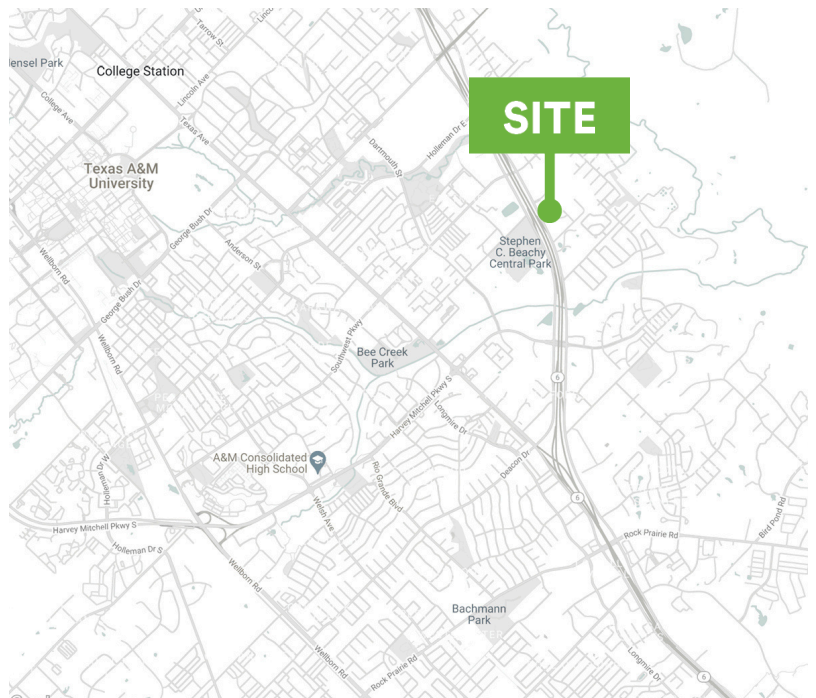 Lincoln Ave
Tarrow St
ensel Park
College Station
College Ave
Lincoln Ave
Texas Ave
SITE
Dartmouth St
Holleman Dr E
Texas A&M
University
George Bush Dr
Anderson St
Wellborn Rd
Stephen
C. Beachy
Central Park
George Bush Dr
Southwest Pkwy
Wellborn Rd
Bee Creek
Park
6
Harvey Mitchell Pkwy S
Longmire Dr
A&M Consolidated
High School
Holleman Dr W
Rio Grande Blvd
Deacon Dr
6
Welsh Ave
Harvey Mitchell Pkwy S
Holleman Dr S
Rock Prairie Rd
Bird Pond Rd
Wellborn Rd
Bachmann
Park
Wellborn Rd
Rock Prairie Rd
Longmire Dr
6